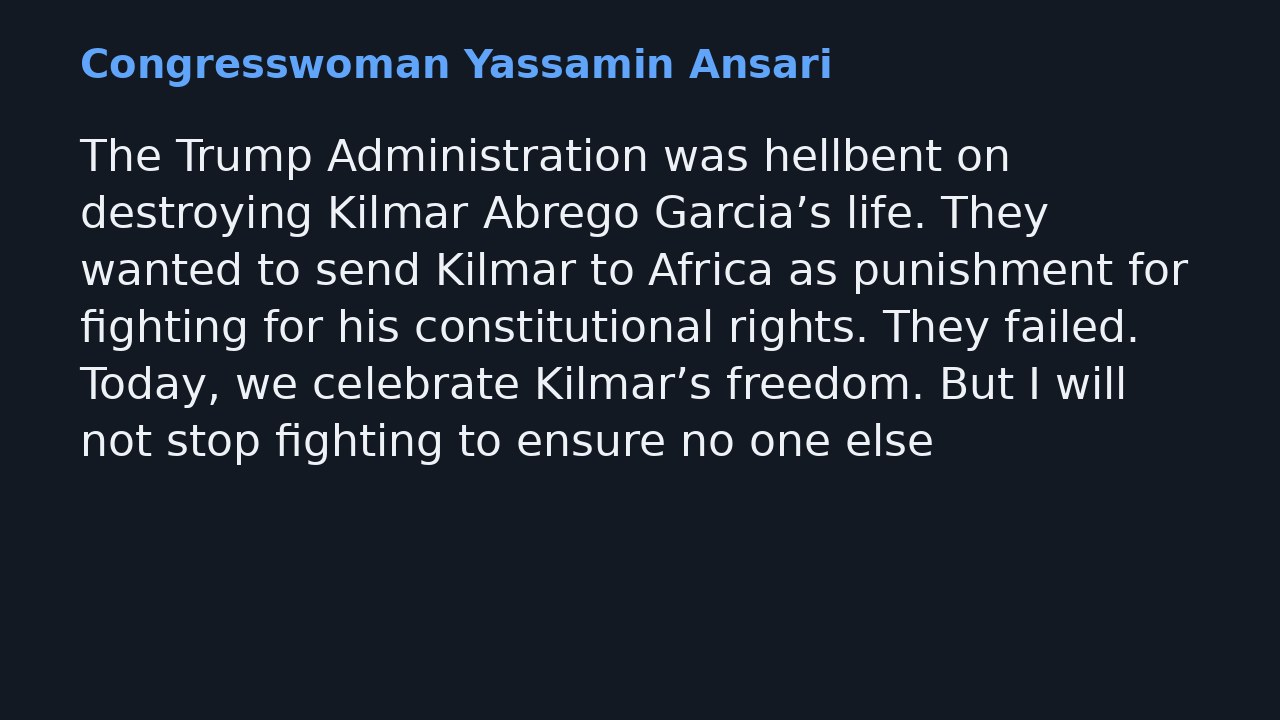 Congresswoman Yassamin Ansari
The Trump Administration was hellbent on
destroying Kilmar Abrego Garcia’s life. They
wanted to send Kilmar to Africa as punishment for
fighting for his constitutional rights. They failed.
Today, we celebrate Kilmar’s freedom. But I will
not stop fighting to ensure no one else